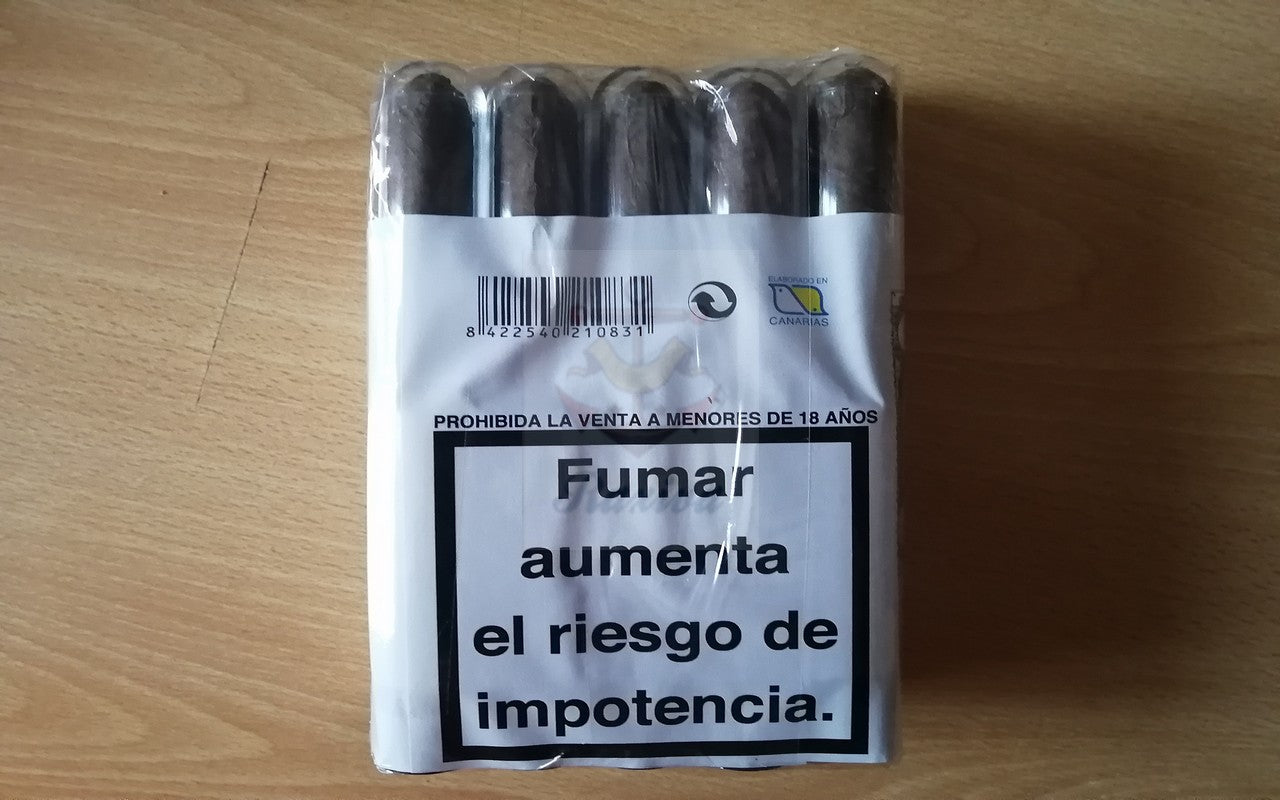 8 422540 210831
ELABORADO EN
CANARIAS
PROHIBIDA LA VENTA A MENORES DE 18 AÑOS
Fumar
aumenta
el riesgo de
impotencia.